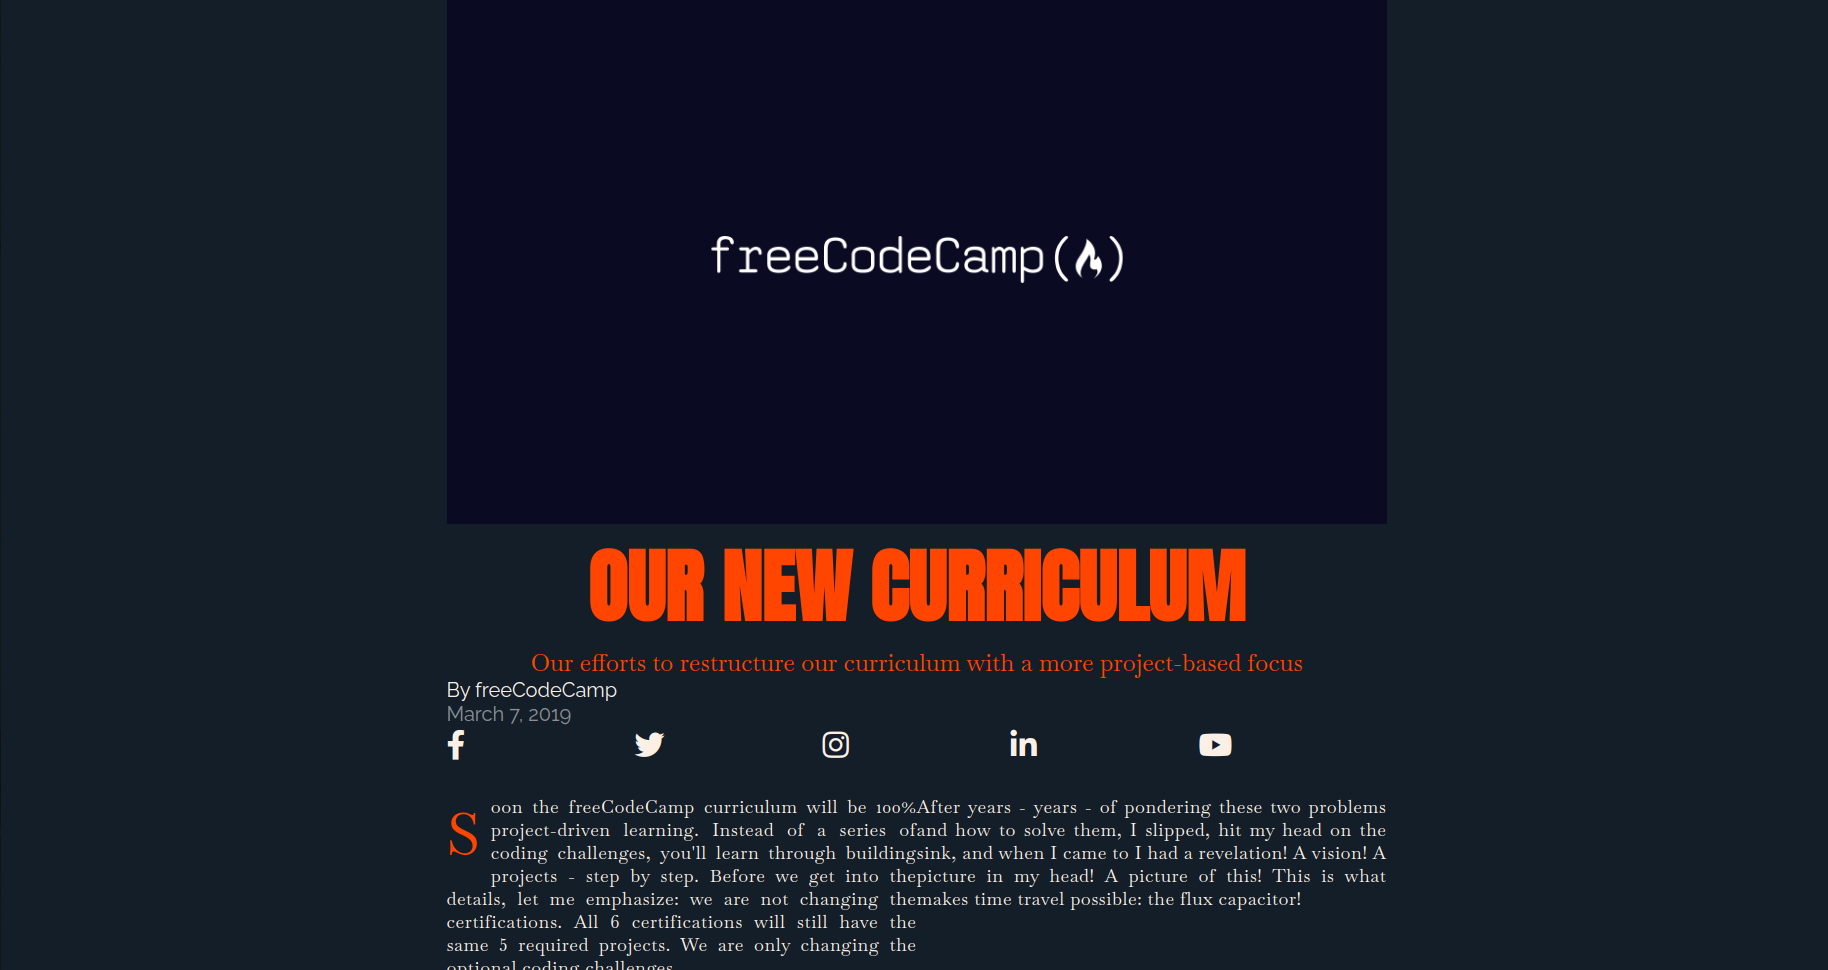 freeCodeCamp(🔥)
OUR NEW CURRICULUM
Our efforts to restructure our curriculum with a more project-based focus
By freeCodeCamp
March 7, 2019
Soon the freeCodeCamp curriculum will be 100%
project-driven learning. Instead of a series of
coding challenges, you'll learn through building
projects - step by step. Before we get into the
details, let me emphasize: we are not changing the
certifications. All 6 certifications will still have the
same 5 required projects. We are only changing the
optional coding challenges.
After years - years - of pondering these two problems
and how to solve them, I slipped, hit my head on the
sink, and when I came to I had a revelation! A vision! A
picture in my head! A picture of this! This is what
makes time travel possible: the flux capacitor!